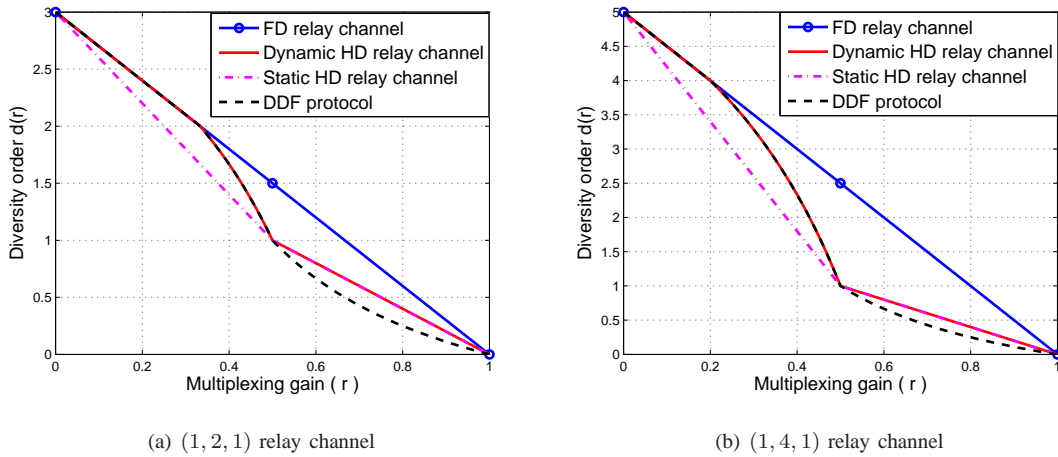 3
2.5
2
1.5
1
0.5
0
0
0.2
0.4
0.6
0.8
1
Diversity order d(r)
Multiplexing gain ( r )
FD relay channel
Dynamic HD relay channel
Static HD relay channel
DDF protocol
(a) (1, 2, 1) relay channel
5
4.5
4
3.5
3
2.5
2
1.5
1
0.5
0
0
0.2
0.4
0.6
0.8
1
Diversity order d(r)
Multiplexing gain ( r )
FD relay channel
Dynamic HD relay channel
Static HD relay channel
DDF protocol
(b) (1, 4, 1) relay channel